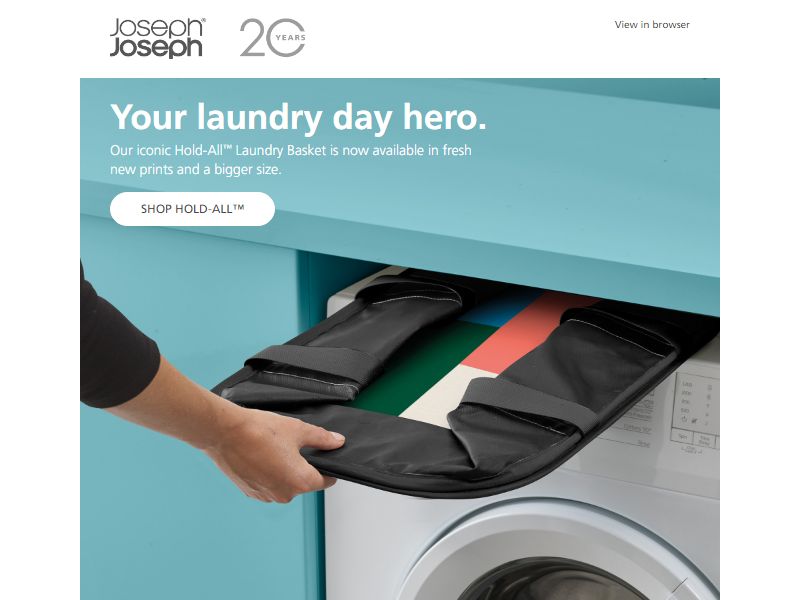 Joseph®
Joseph
20 YEARS
View in browser
Your laundry day hero.
Our iconic Hold-All™ Laundry Basket is now available in fresh
new prints and a bigger size.
SHOP HOLD-ALL™